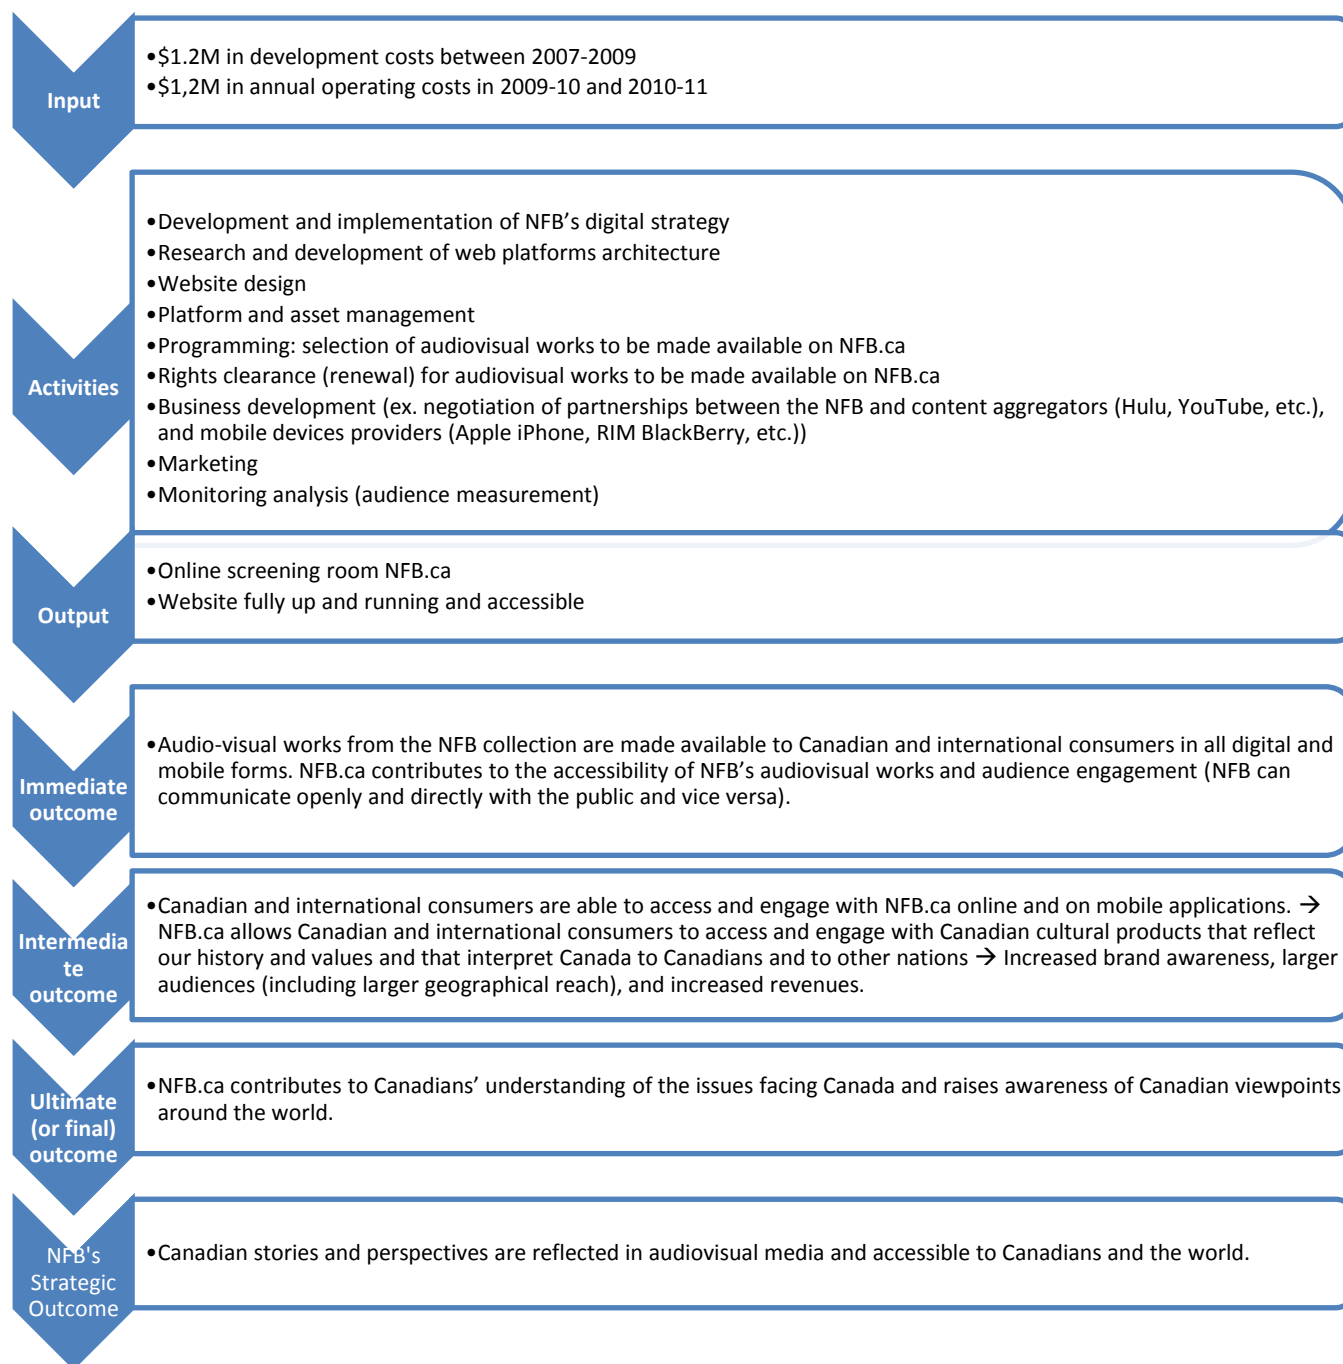 Input
•$1.2M in development costs between 2007-2009
•$1,2M in annual operating costs in 2009-10 and 2010-11
Activities
•Development and implementation of NFB’s digital strategy
•Research and development of web platforms architecture
•Website design
•Platform and asset management
•Programming: selection of audiovisual works to be made available on NFB.ca
•Rights clearance (renewal) for audiovisual works to be made available on NFB.ca
•Business development (ex. negotiation of partnerships between the NFB and content aggregators (Hulu, YouTube, etc.),
and mobile devices providers (Apple iPhone, RIM BlackBerry, etc.))
•Marketing
•Monitoring analysis (audience measurement)
Output
•Online screening room NFB.ca
•Website fully up and running and accessible
Immediate
outcome
•Audio-visual works from the NFB collection are made available to Canadian and international consumers in all digital and
mobile forms. NFB.ca contributes to the accessibility of NFB’s audiovisual works and audience engagement (NFB can
communicate openly and directly with the public and vice versa).
Intermedia
te
outcome
•Canadian and international consumers are able to access and engage with NFB.ca online and on mobile applications. →
NFB.ca allows Canadian and international consumers to access and engage with Canadian cultural products that reflect
our history and values and that interpret Canada to Canadians and to other nations → Increased brand awareness, larger
audiences (including larger geographical reach), and increased revenues.
Ultimate
(or final)
outcome
•NFB.ca contributes to Canadians’ understanding of the issues facing Canada and raises awareness of Canadian viewpoints
around the world.
NFB's
Strategic
Outcome
•Canadian stories and perspectives are reflected in audiovisual media and accessible to Canadians and the world.